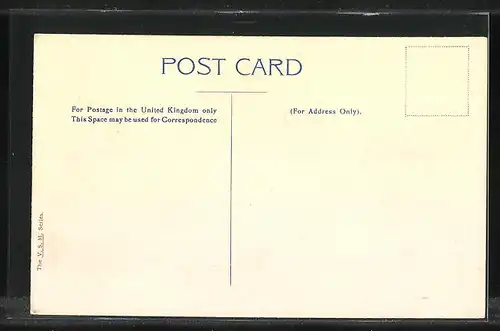 POST CARD
For Postage in the United Kingdom only
This Space may be used for Correspondence
(For Address Only).
The V. S. M. Series.